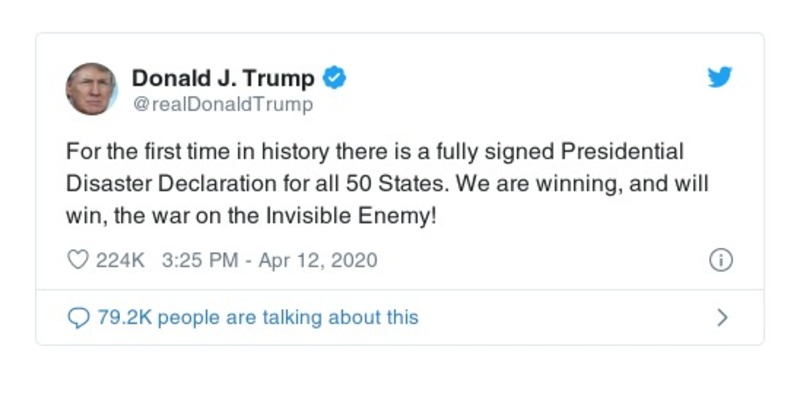 Donald J. Trump
@realDonaldTrump
For the first time in history there is a fully signed Presidential
Disaster Declaration for all 50 States. We are winning, and will
win, the war on the Invisible Enemy!
224K 3:25 PM - Apr 12, 2020
79.2K people are talking about this